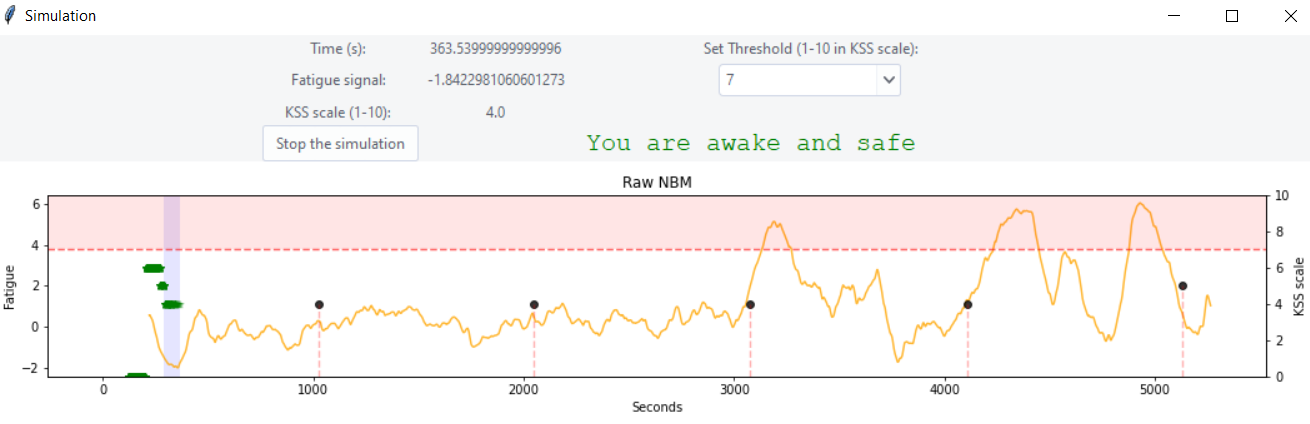 Simulation
Time (s): 363.53999999999996 Set Threshold (1-10 in KSS scale):
Fatigue signal: -1.8422981060601273 7
KSS scale (1-10): 4.0
Stop the simulation You are awake and safe
Raw NBM
6 10
4 8
2 6
0 4
−2 2
0
Fatigue
KSS scale
0 1000 2000 3000 4000 5000
Seconds